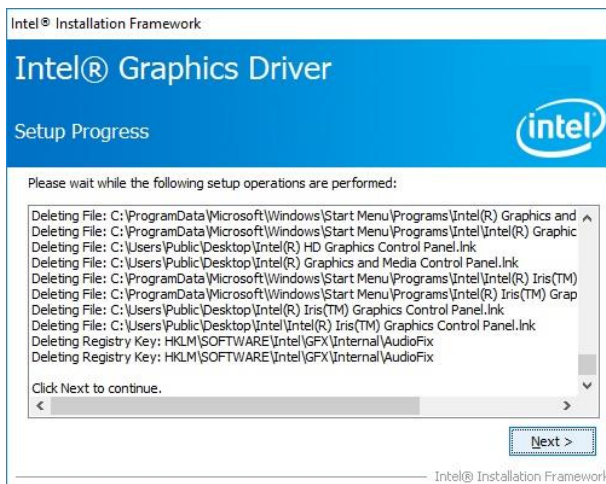 Intel® Installation Framework
Intel® Graphics Driver
Setup Progress
intel
Please wait while the following setup operations are performed:
Deleting File: C:\ProgramData\Microsoft\Windows\Start Menu\Programs\Intel(R) Graphics and
Deleting File: C:\ProgramData\Microsoft\Windows\Start Menu\Programs\Intel\Intel(R) Graphic
Deleting File: C:\Users\Public\Desktop\Intel(R) HD Graphics Control Panel.lnk
Deleting File: C:\Users\Public\Desktop\Intel(R) Graphics and Media Control Panel.lnk
Deleting File: C:\ProgramData\Microsoft\Windows\Start Menu\Programs\Intel\Intel(R) Iris(TM)
Deleting File: C:\ProgramData\Microsoft\Windows\Start Menu\Programs\Intel(R) Iris(TM) Grap
Deleting File: C:\Users\Public\Desktop\Intel(R) Iris(TM) Graphics Control Panel.lnk
Deleting File: C:\Users\Public\Desktop\Intel\Intel(R) Iris(TM) Graphics Control Panel.lnk
Deleting Registry Key: HKLM\SOFTWARE\Intel\GFX\Internal\AudioFix
Deleting Registry Key: HKLM\SOFTWARE\Intel\GFX\Internal\AudioFix
Click Next to continue.
Next >
Intel® Installation Framework